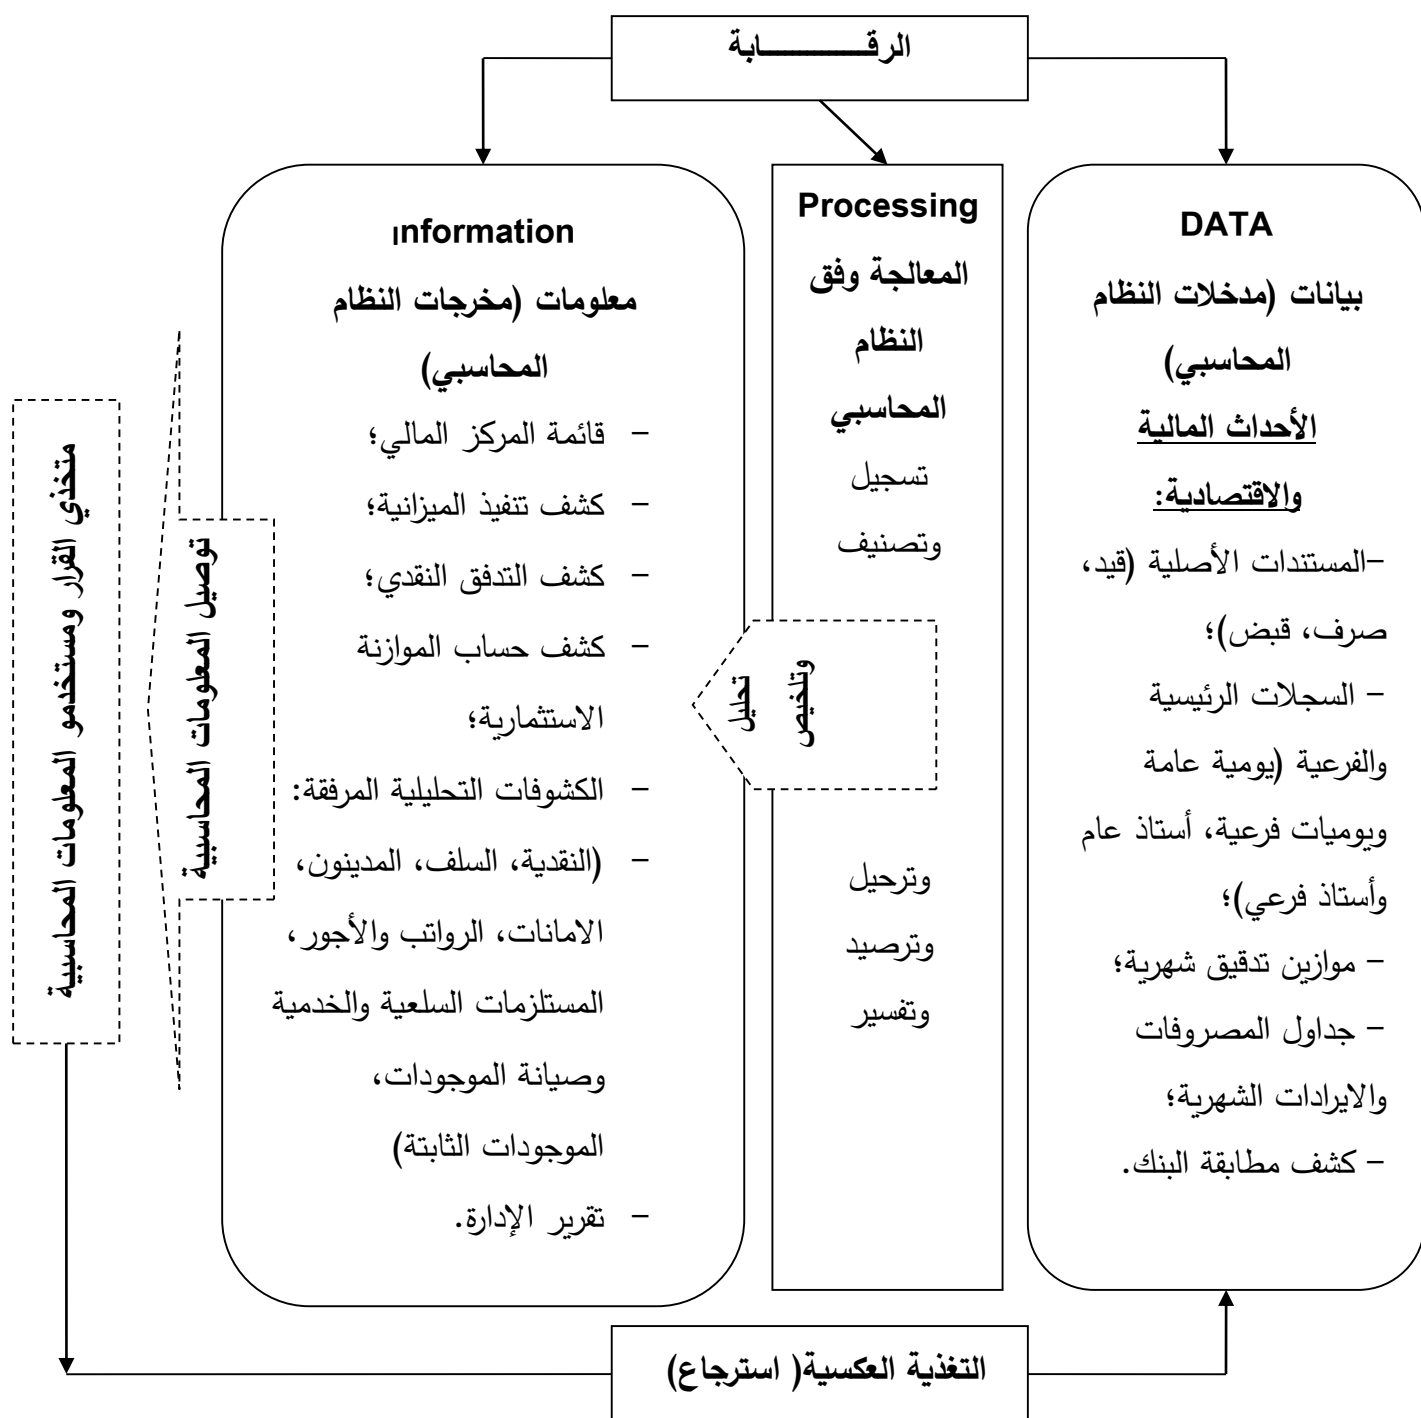 الرقـــــــــــابة
DATA
بيانات (مدخلات النظام
المحاسبي)
الأحداث المالية
والاقتصادية:
-المستندات الأصلية (قيد،
صرف، قبض)؛
- السجلات الرئيسية
والفرعية (يومية عامة
ويوميات فرعية، أستاذ عام
وأستاذ فرعي)؛
- موازين تدقيق شهرية؛
- جداول المصروفات
والايرادات الشهرية؛
- كشف مطابقة البنك.
Processing
المعالجة وفق
النظام
المحاسبي
تسجيل
وتصنيف
تحليل
وتلخيص
وترحيل
وترصيد
وتفسير
ınformation
معلومات (مخرجات النظام
المحاسبي)
- قائمة المركز المالي؛
- كشف تنفيذ الميزانية؛
- كشف التدفق النقدي؛
- كشف حساب الموازنة
الاستثمارية؛
- الكشوفات التحليلية المرفقة:
- (النقدية، السلف، المدينون،
الامانات، الرواتب والأجور،
المستلزمات السلعية والخدمية
وصيانة الموجودات،
الموجودات الثابتة)
- تقرير الإدارة.
توصيل المعلومات المحاسبية
متخذي القرار ومستخدمو المعلومات المحاسبية
التغذية العكسية( استرجاع)